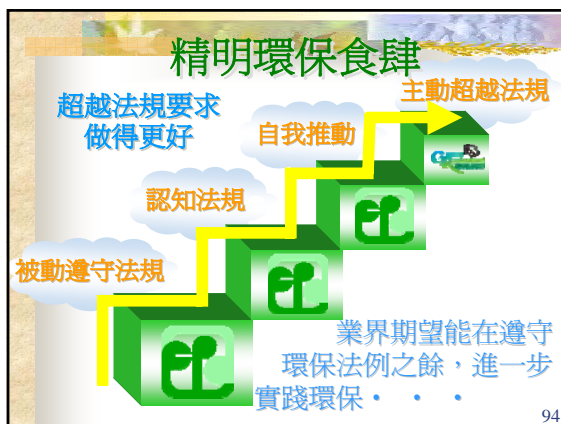 精明環保食肆
超越法規要求
做得更好
主動超越法規
自我推動
認知法規
被動遵守法規
業界期望能在遵守
環保法例之餘，進一步
實踐環保・・・
94